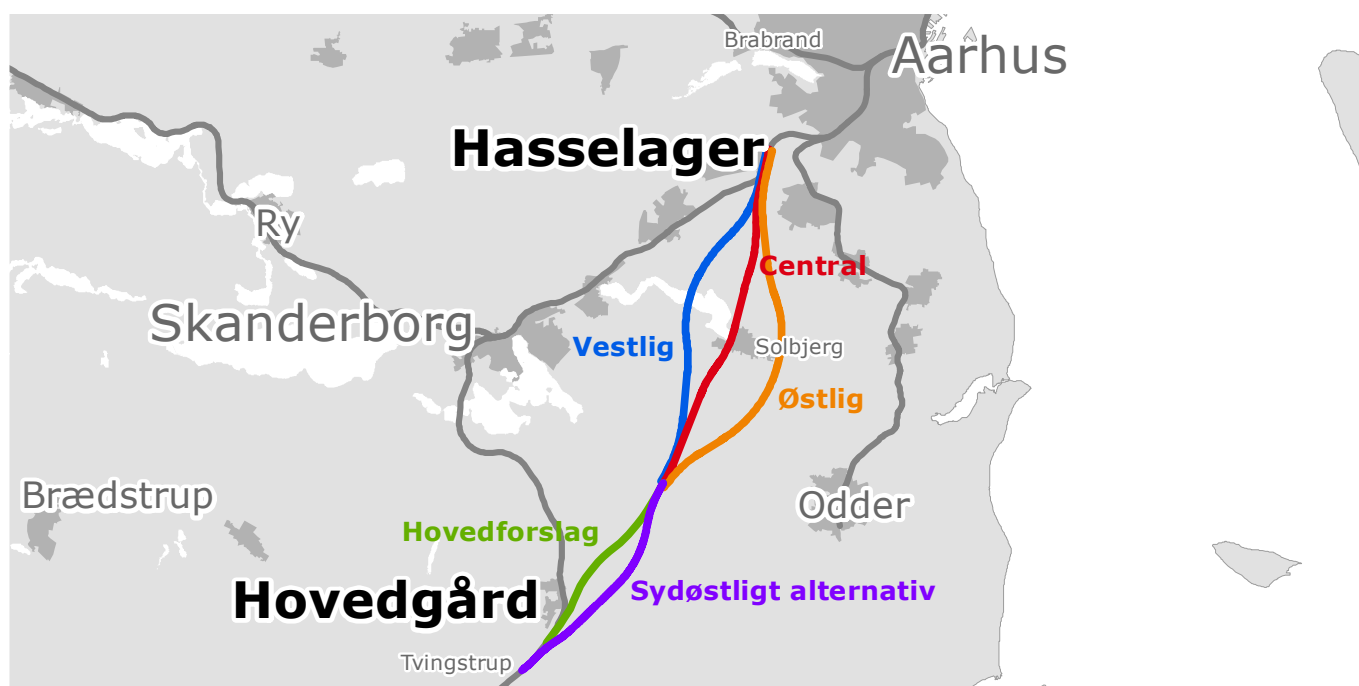 Brabrand
Aarhus
Hasselager
Ry
Central
Skanderborg
Vestlig
Solbjerg
Østlig
Brædstrup
Odder
Hovedforslag
Hovedgård
Sydøstligt alternativ
Tvingstrup